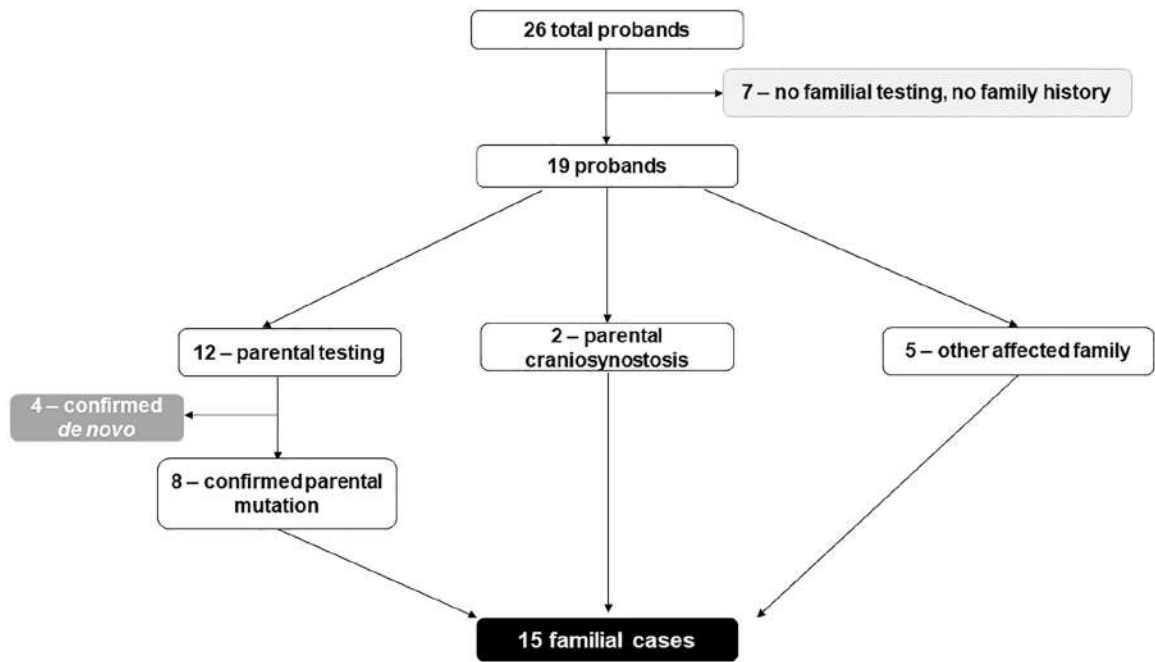 26 total probands
7 – no familial testing, no family history
19 probands
12 – parental testing
2 – parental
craniosynostosis
5 – other affected family
4 – confirmed
de novo
8 – confirmed parental
mutation
15 familial cases